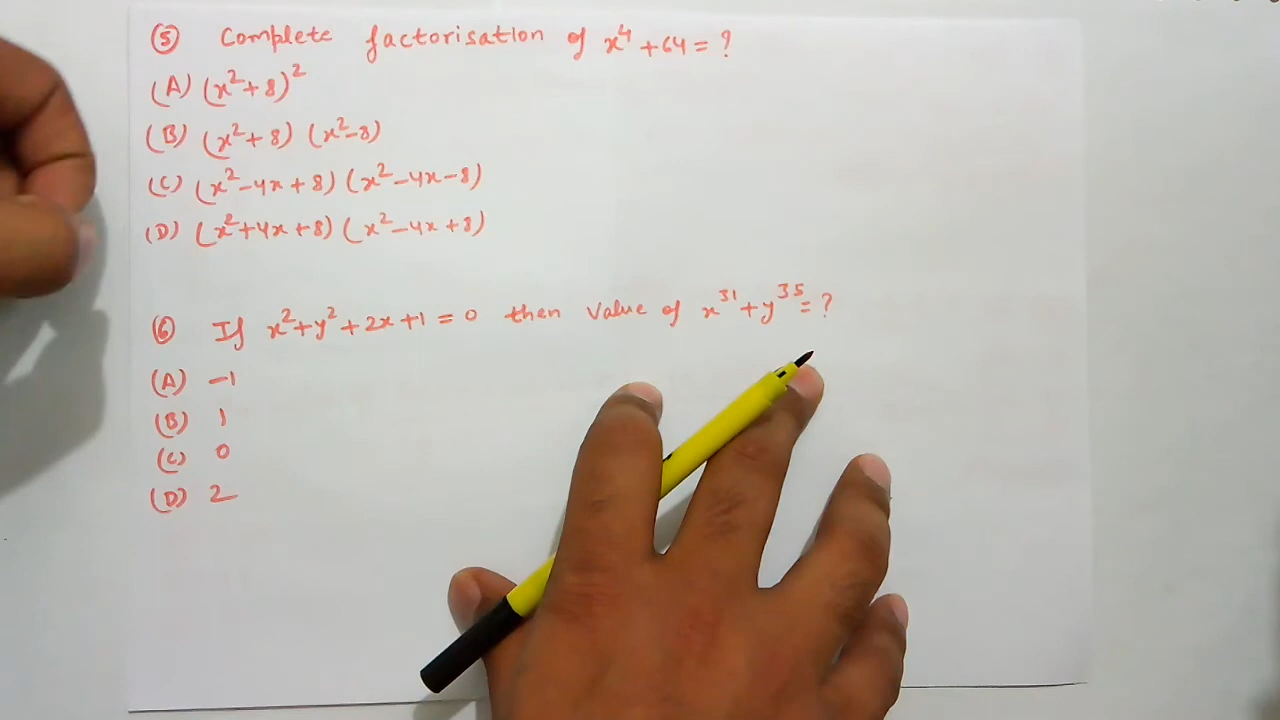 ⑤ Complete factorisation of x⁴+64=?
(A) (x²+8)²
(B) (x²+8) (x²-8)
(C) (x²-4x+8) (x²-4x-8)
(D) (x²+4x+8) (x²-4x+8)
⑥ If x²+y²+2x+1=0 then value of x³¹+y³⁵=?
(A) -1
(B) 1
(C) 0
(D) 2